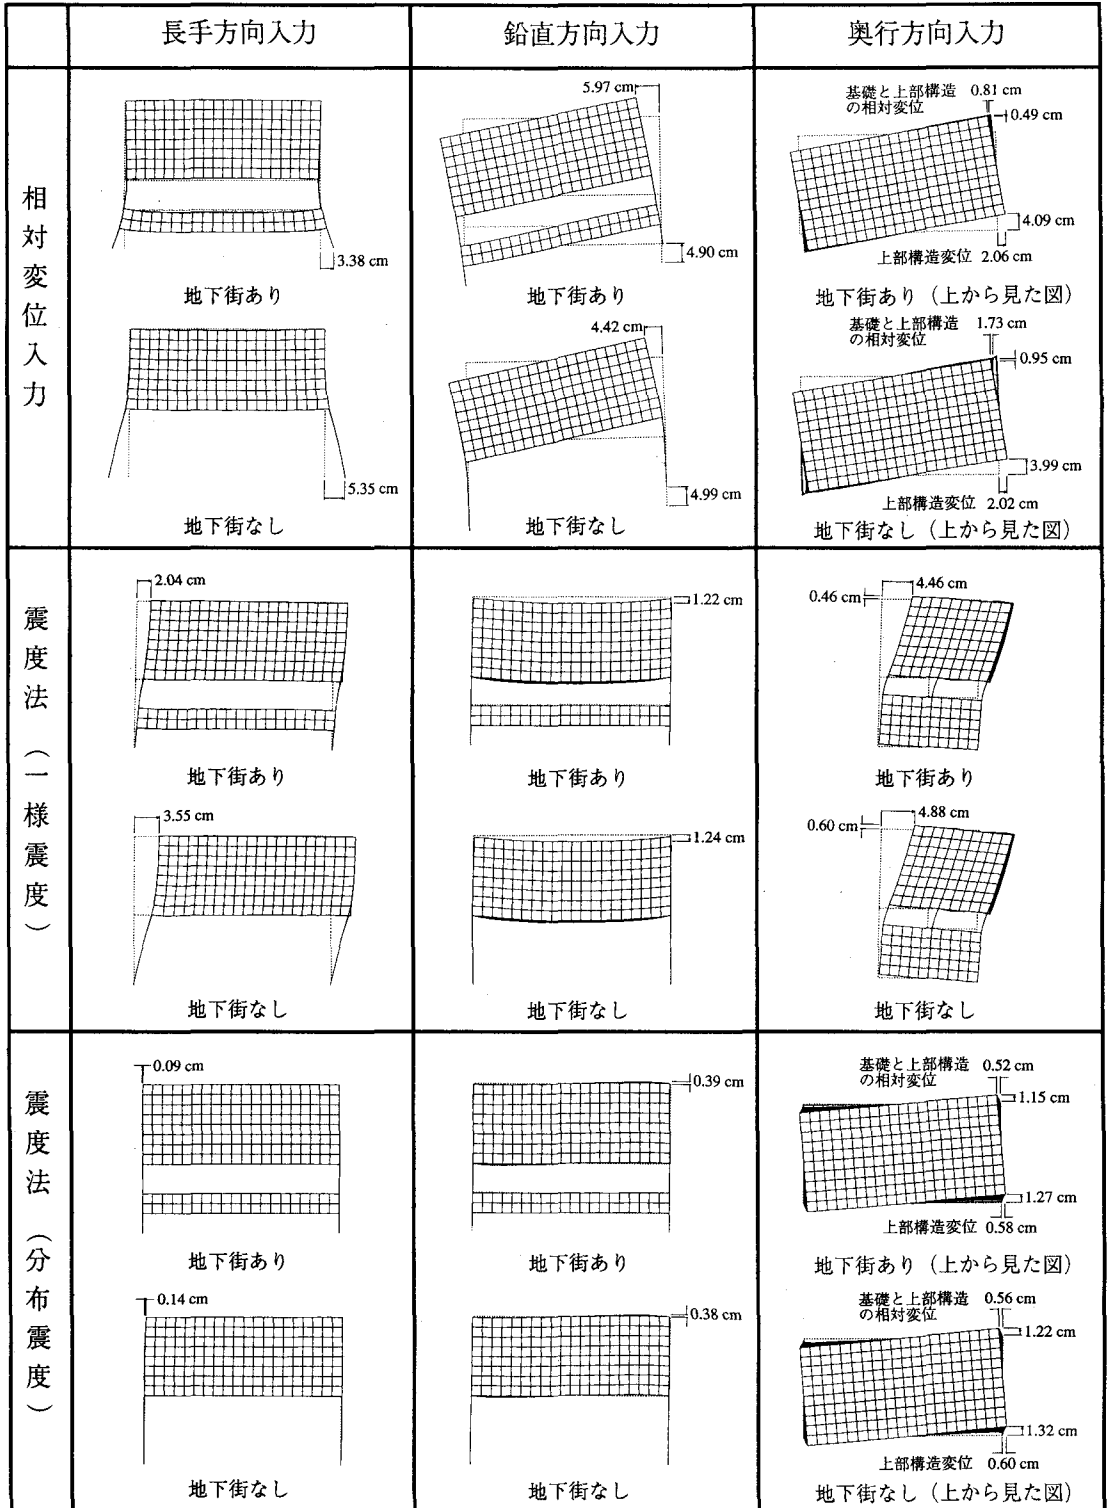 長手方向入力
鉛直方向入力
奥行方向入力
相対変位入力
3.38 cm
地下街あり
5.35 cm
地下街なし
5.97 cm
4.90 cm
地下街あり
4.42 cm
4.99 cm
地下街なし
基礎と上部構造 0.81 cm
の相対変位
0.49 cm
4.09 cm
上部構造変位 2.06 cm
地下街あり（上から見た図）
基礎と上部構造 1.73 cm
の相対変位
0.95 cm
3.99 cm
上部構造変位 2.02 cm
地下街なし（上から見た図）
震度法（一様震度）
2.04 cm
地下街あり
3.55 cm
地下街なし
1.22 cm
地下街あり
1.24 cm
地下街なし
4.46 cm
0.46 cm
地下街あり
4.88 cm
0.60 cm
地下街なし
震度法（分布震度）
0.09 cm
地下街あり
0.14 cm
地下街なし
0.39 cm
地下街あり
0.38 cm
地下街なし
基礎と上部構造 0.52 cm
の相対変位
1.15 cm
1.27 cm
上部構造変位 0.58 cm
地下街あり（上から見た図）
基礎と上部構造 0.56 cm
の相対変位
1.22 cm
1.32 cm
上部構造変位 0.60 cm
地下街なし（上から見た図）